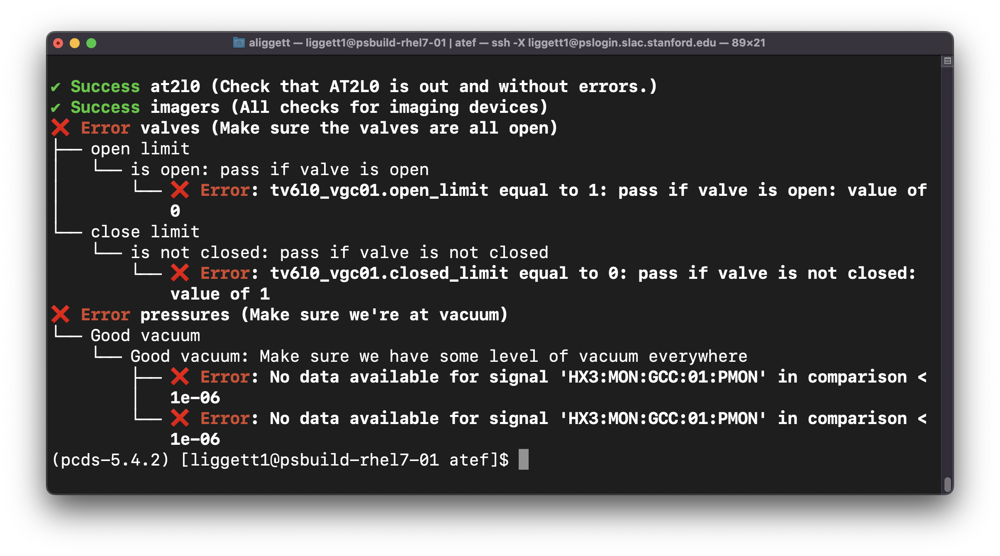 aliggett — liggett1@psbuild-rhel7-01 | atef — ssh -X liggett1@pslogin.slac.stanford.edu — 89×21
✔ Success at2l0 (Check that AT2L0 is out and without errors.)
✔ Success imagers (All checks for imaging devices)
❌ Error valves (Make sure the valves are all open)
├── open limit
│   └── is open: pass if valve is open
│       └── ❌ Error: tv6l0_vgc01.open_limit equal to 1: pass if valve is open: value of
│           0
└── close limit
    └── is not closed: pass if valve is not closed
        └── ❌ Error: tv6l0_vgc01.closed_limit equal to 0: pass if valve is not closed:
            value of 1
❌ Error pressures (Make sure we're at vacuum)
└── Good vacuum
    └── Good vacuum: Make sure we have some level of vacuum everywhere
        ├── ❌ Error: No data available for signal 'HX3:MON:GCC:01:PMON' in comparison <
        │   1e-06
        └── ❌ Error: No data available for signal 'HX3:MON:GCC:01:PMON' in comparison <
            1e-06
(pcds-5.4.2) [liggett1@psbuild-rhel7-01 atef]$